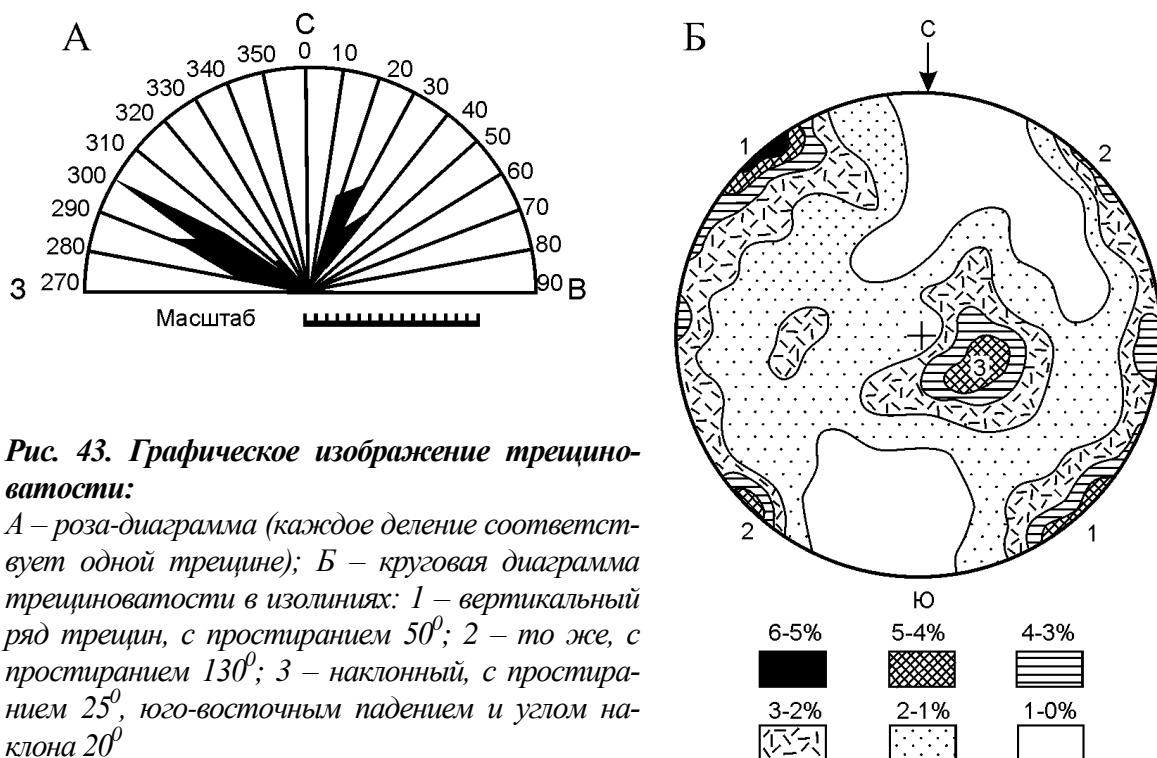 А
С
270 280 290 300 310 320 330 340 350 0 10 20 30 40 50 60 70 80 90
З В
Масштаб
Рис. 43. Графическое изображение трещино-
ватости:
А – роза-диаграмма (каждое деление соответст-
вует одной трещине); Б – круговая диаграмма
трещиноватости в изолиниях: 1 – вертикальный
ряд трещин, с простиранием 50⁰; 2 – то же, с
простиранием 130⁰; 3 – наклонный, с простира-
нием 25⁰, юго-восточным падением и углом на-
клона 20⁰
Б
С
1 2
3
2 1
Ю
6-5% 5-4% 4-3%
3-2% 2-1% 1-0%